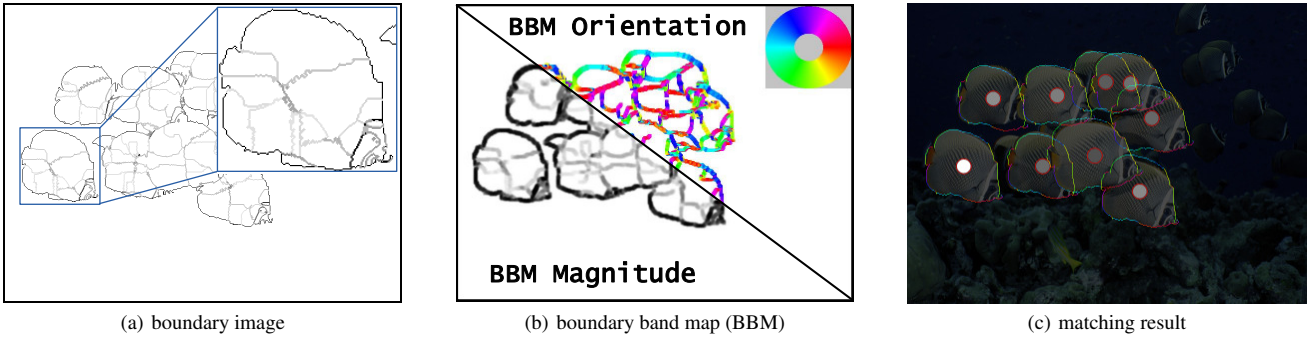 BBM Orientation
BBM Magnitude
(a) boundary image
(b) boundary band map (BBM)
(c) matching result